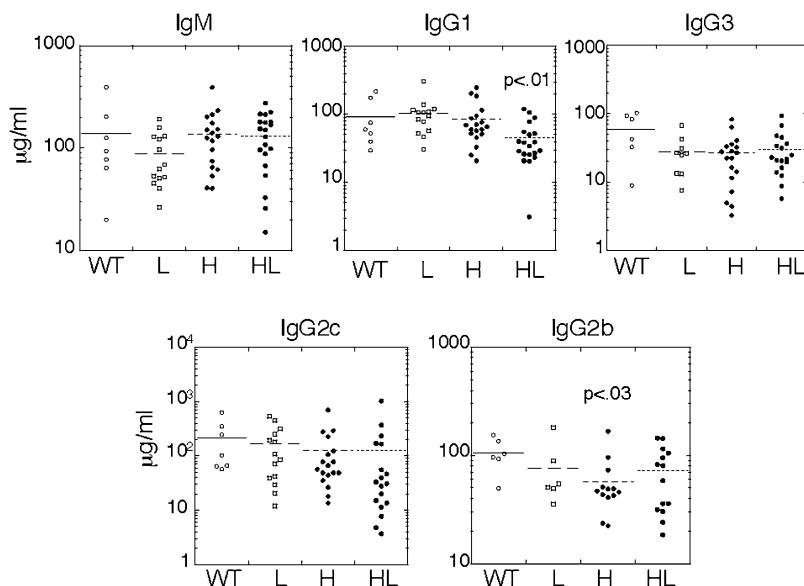 IgM IgG1 IgG3
1000 1000 1000
p<.01
μg/ml 100 100 100
10 10
10 1 1
WT L H HL WT L H HL WT L H HL
IgG2c IgG2b
10⁴ 1000
10³
p<.03
μg/ml 10² 100
10¹
1 10
WT L H HL WT L H HL